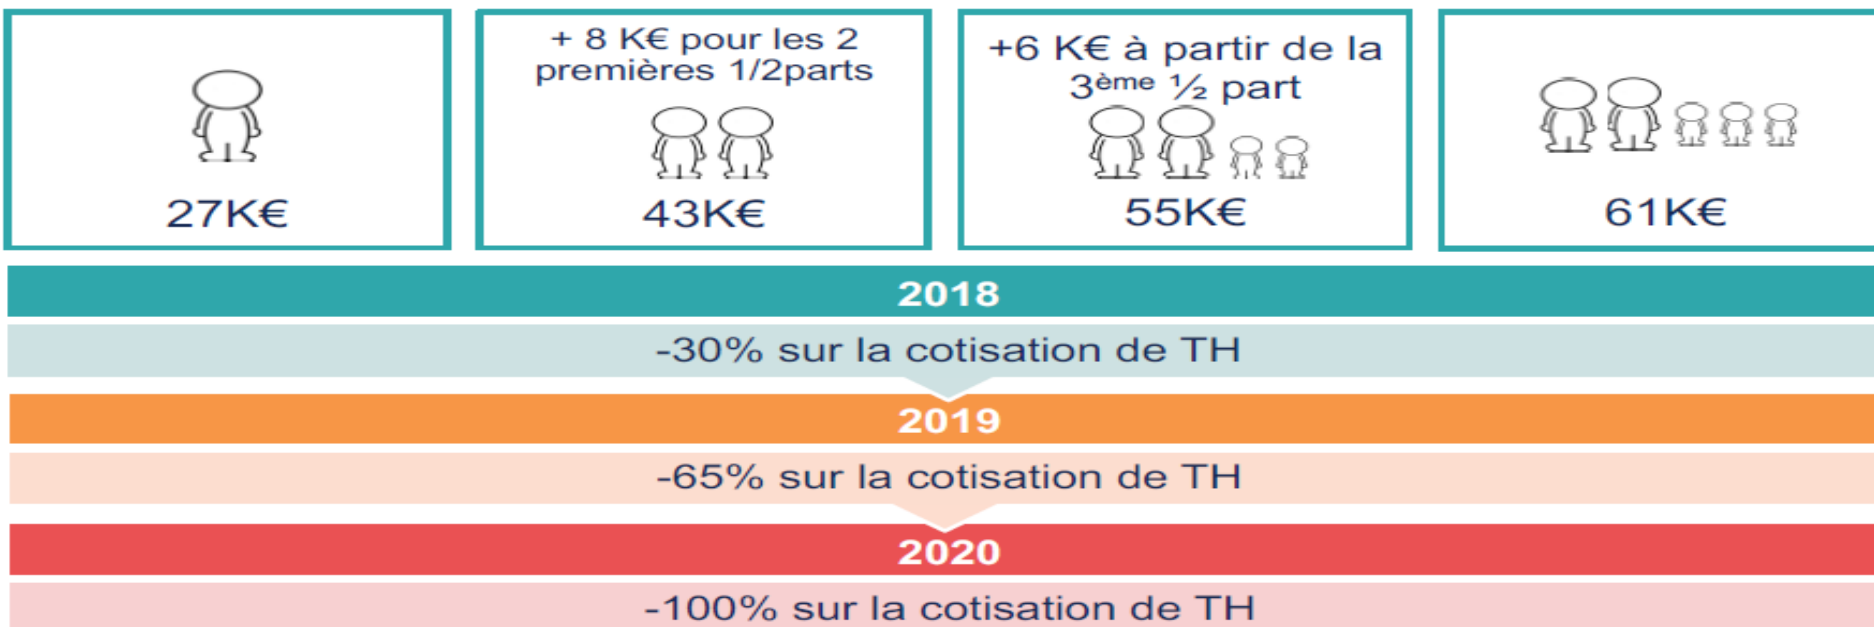 27K€
+ 8 K€ pour les 2
premières 1/2parts
43K€
+6 K€ à partir de la
3ème ½ part
55K€
61K€
2018
-30% sur la cotisation de TH
2019
-65% sur la cotisation de TH
2020
-100% sur la cotisation de TH